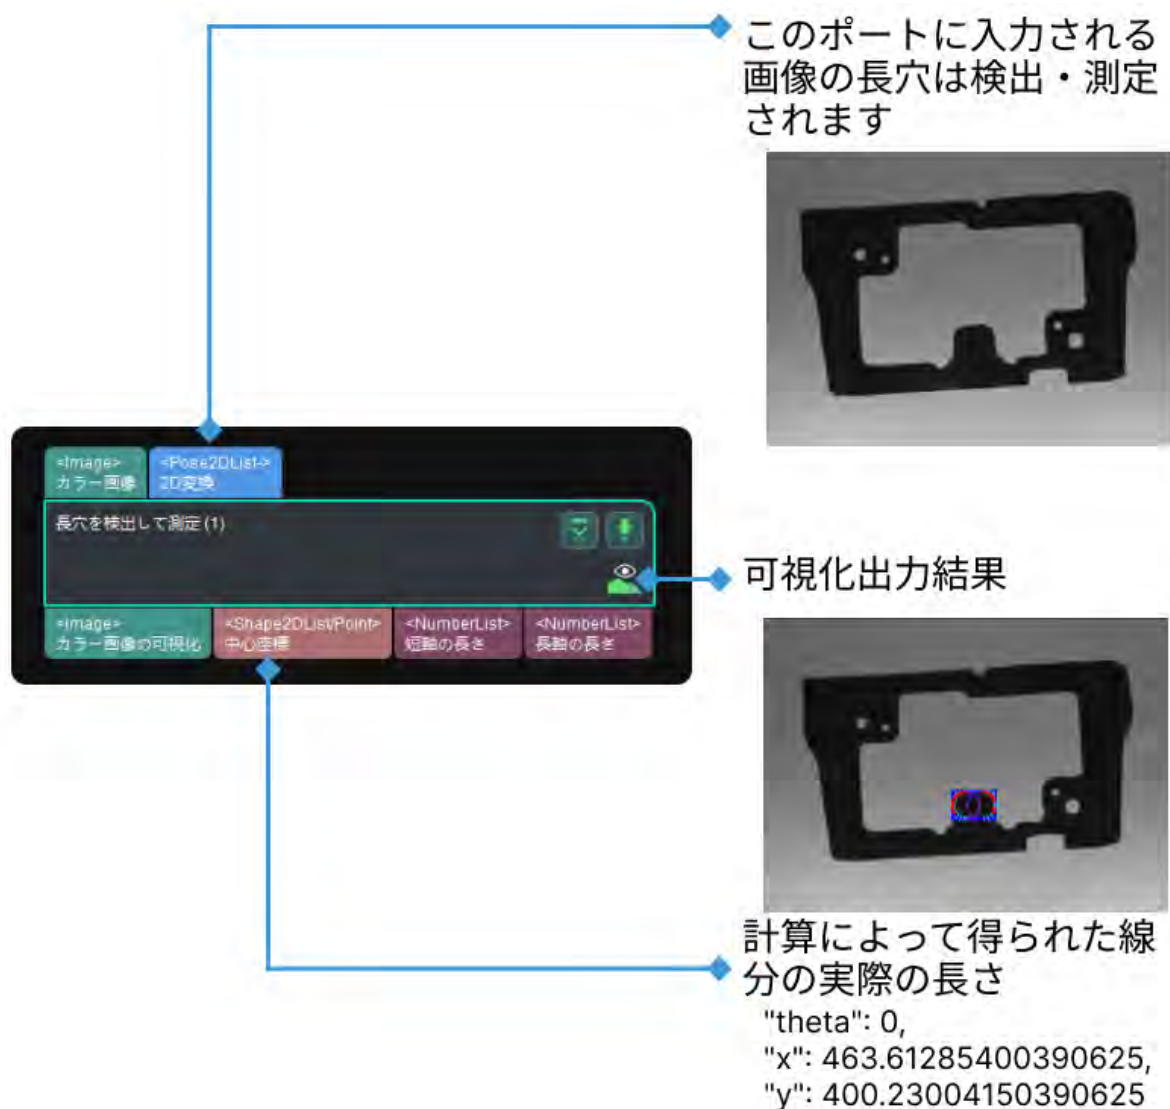 このポートに入力される
画像の長穴は検出・測定
されます
<Image>
カラー画像
<Pose2DList->
2D変換
長穴を検出して測定 (1)
可視化出力結果
<Image>
カラー画像の可視化
<Shape2DList/Point>
中心座標
<NumberList>
短軸の長さ
<NumberList>
長軸の長さ
計算によって得られた線
分の実際の長さ
"theta": 0,
"x": 463.61285400390625,
"y": 400.23004150390625